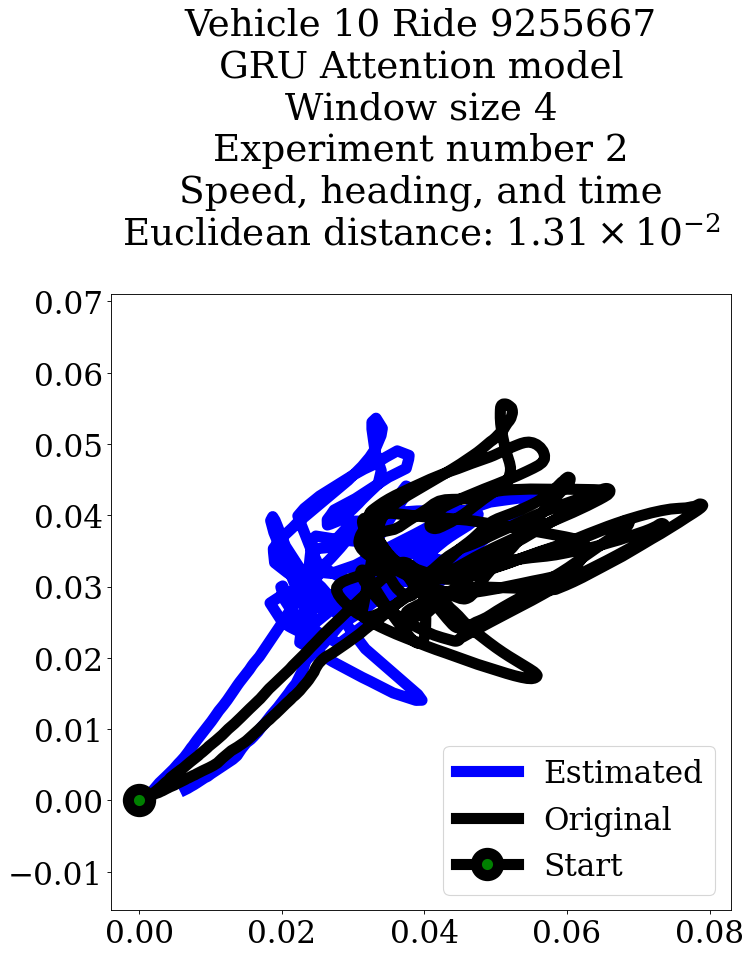 Vehicle 10 Ride 9255667
GRU Attention model
Window size 4
Experiment number 2
Speed, heading, and time
Euclidean distance: 1.31 × 10⁻²
0.07
0.06
0.05
0.04
0.03
0.02
0.01
0.00
−0.01
Estimated
Original
Start
0.00 0.02 0.04 0.06 0.08